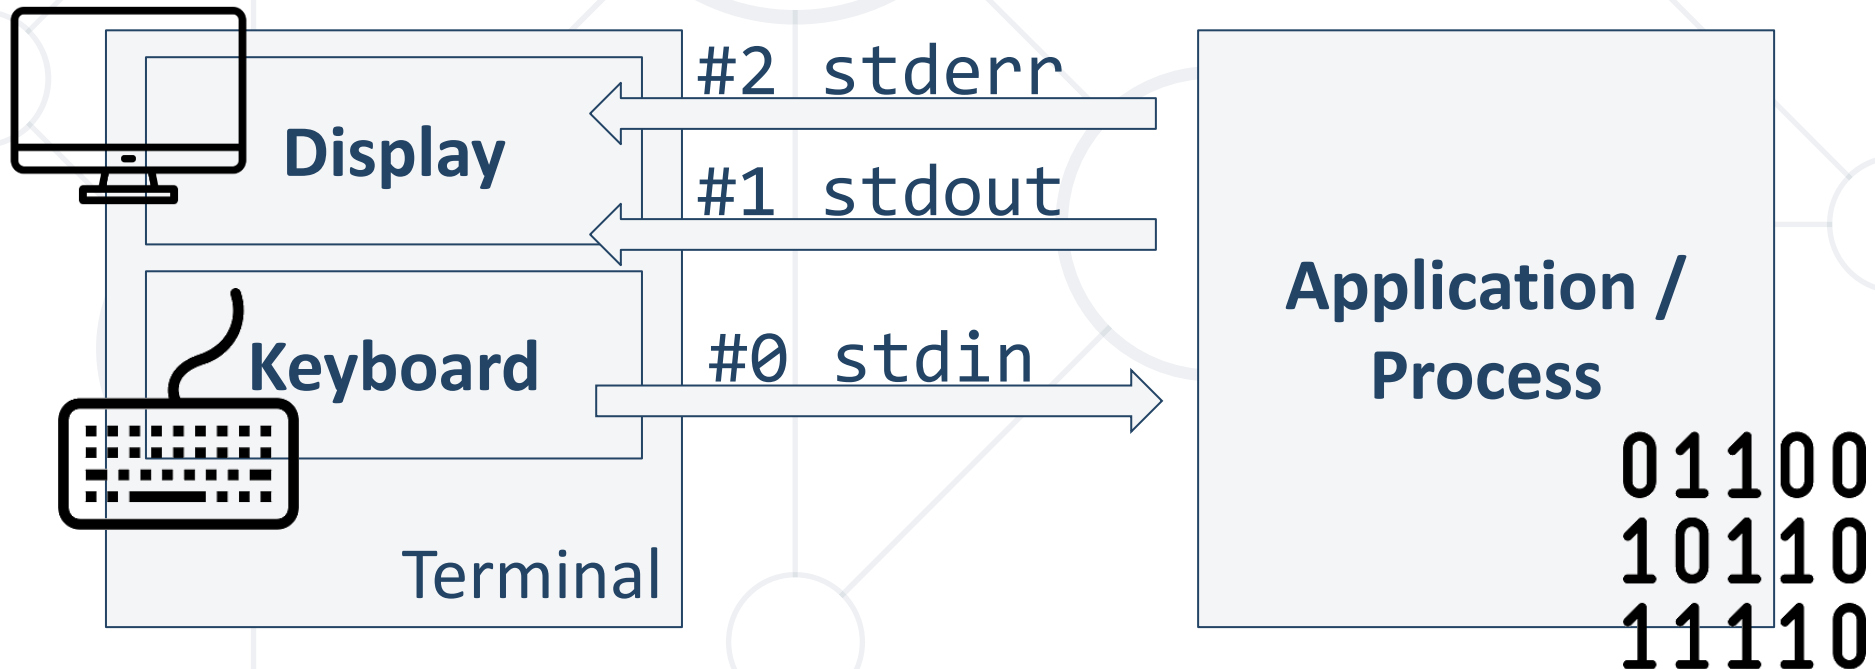 #2 stderr
Display
#1 stdout
Keyboard
#0 stdin
Terminal
Application /
Process
01100
10110
11110